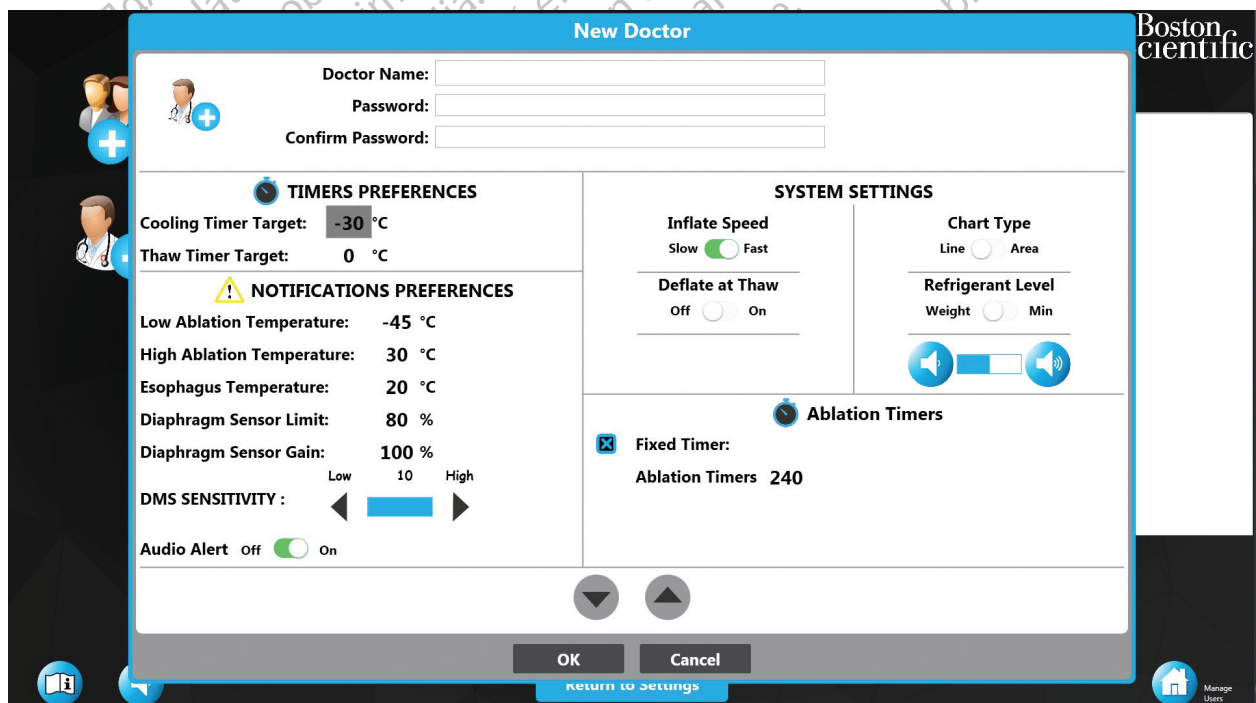 New Doctor
Boston
Scientific
Doctor Name:
Password:
Confirm Password:
TIMERS PREFERENCES
Cooling Timer Target: -30 °C
Thaw Timer Target: 0 °C
NOTIFICATIONS PREFERENCES
Low Ablation Temperature: -45 °C
High Ablation Temperature: 30 °C
Esophagus Temperature: 20 °C
Diaphragm Sensor Limit: 80 %
Diaphragm Sensor Gain: 100 %
Low 10 High
DMS SENSITIVITY :
Audio Alert Off On
SYSTEM SETTINGS
Inflate Speed
Slow Fast
Deflate at Thaw
Off On
Chart Type
Line Area
Refrigerant Level
Weight Min
Ablation Timers
Fixed Timer:
Ablation Timers 240
OK Cancel
Return to Settings
Manage
Users